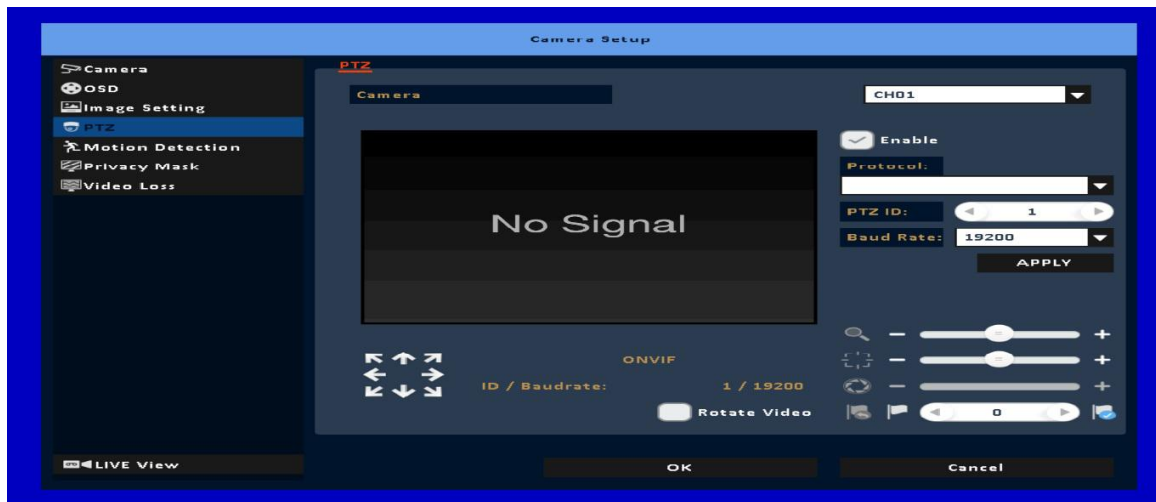 Camera Setup
Camera
OSD
Image Setting
PTZ
Motion Detection
Privacy Mask
Video Loss
LIVE View
PTZ
Camera
CH01
No Signal
Enable
Protocol:
PTZ ID:
1
Baud Rate:
19200
APPLY
ONVIF
ID / Baudrate:
1 / 19200
Rotate Video
0
OK
Cancel